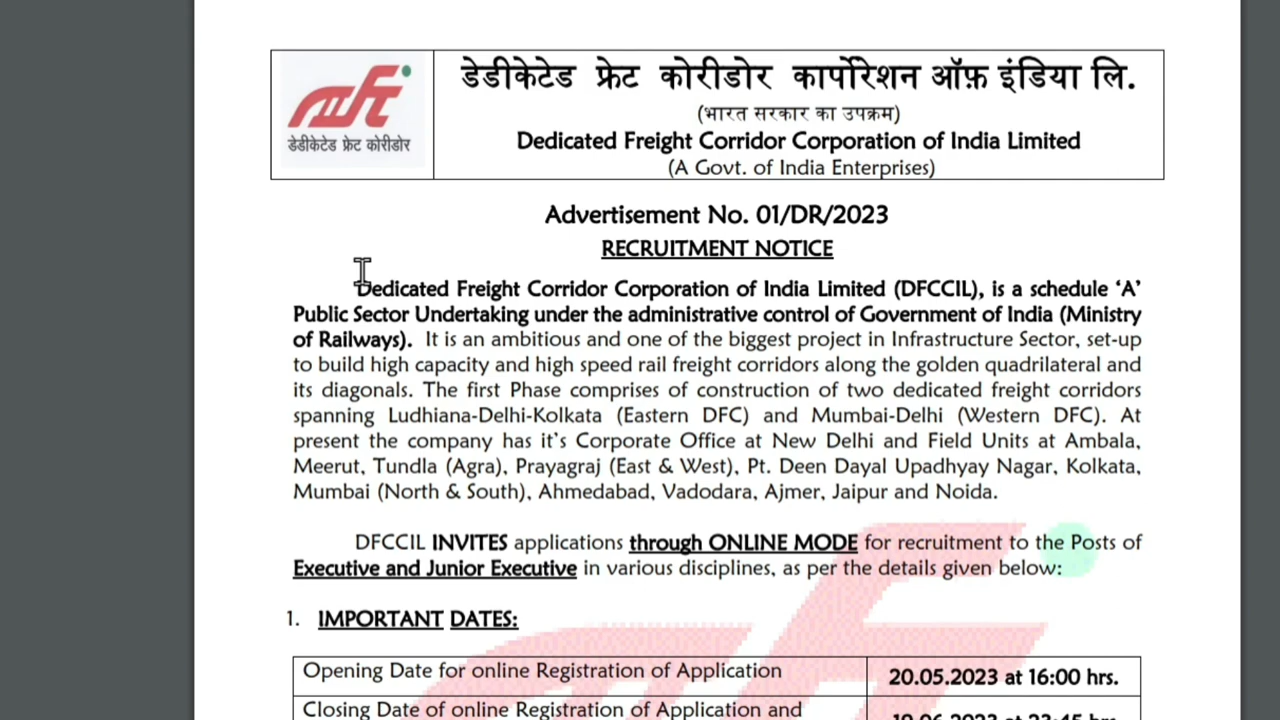 डेडीकेटेड फ्रेट कोरीडोर कार्पोरेशन ऑफ़ इंडिया लि.
(भारत सरकार का उपक्रम)
डेडीकेटेड फ्रेट कोरीडोर
Dedicated Freight Corridor Corporation of India Limited
(A Govt. of India Enterprises)
Advertisement No. 01/DR/2023
RECRUITMENT NOTICE
Dedicated Freight Corridor Corporation of India Limited (DFCCIL), is a schedule ‘A’
Public Sector Undertaking under the administrative control of Government of India (Ministry
of Railways). It is an ambitious and one of the biggest project in Infrastructure Sector, set-up
to build high capacity and high speed rail freight corridors along the golden quadrilateral and
its diagonals. The first Phase comprises of construction of two dedicated freight corridors
spanning Ludhiana-Delhi-Kolkata (Eastern DFC) and Mumbai-Delhi (Western DFC). At
present the company has it’s Corporate Office at New Delhi and Field Units at Ambala,
Meerut, Tundla (Agra), Prayagraj (East & West), Pt. Deen Dayal Upadhyay Nagar, Kolkata,
Mumbai (North & South), Ahmedabad, Vadodara, Ajmer, Jaipur and Noida.
DFCCIL INVITES applications through ONLINE MODE for recruitment to the Posts of
Executive and Junior Executive in various disciplines, as per the details given below:
1. IMPORTANT DATES:
Opening Date for online Registration of Application 20.05.2023 at 16:00 hrs.
Closing Date of online Registration of Application and 19.06.2023 at 23:45 hrs.